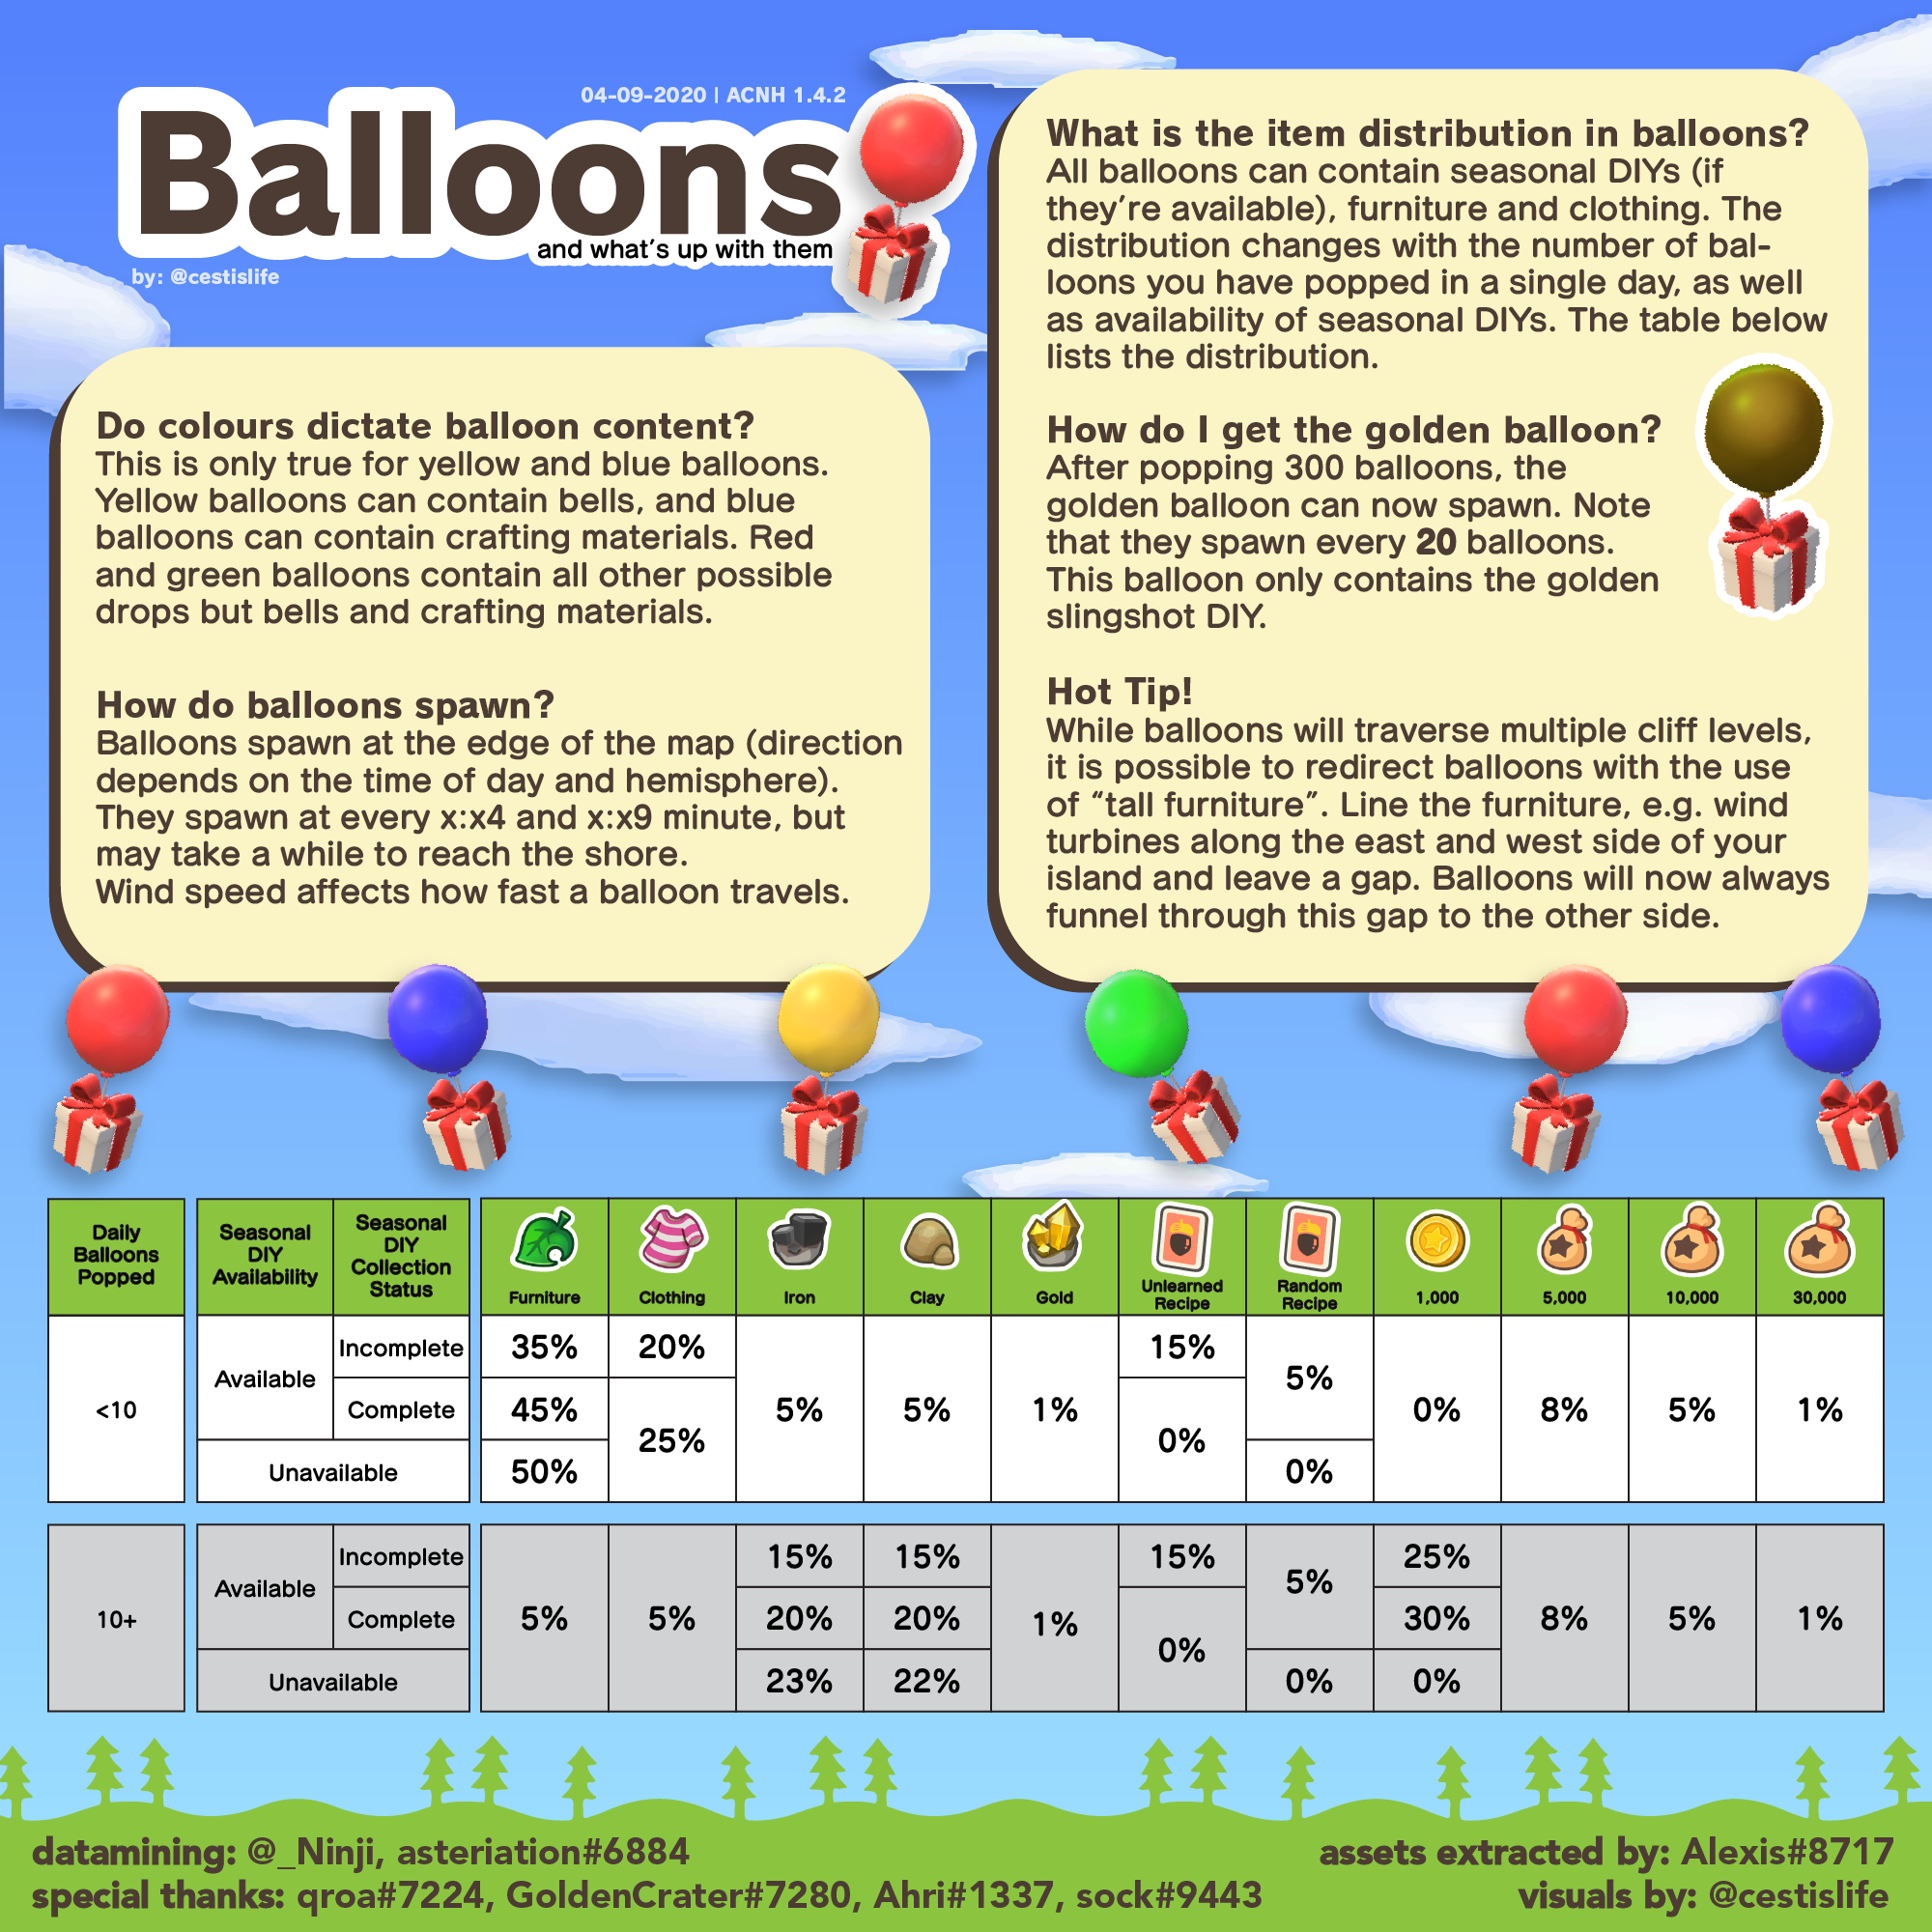 04-09-2020 | ACNH 1.4.2
Balloons
and what's up with them
by: @cestislife
Do colours dictate balloon content?
This is only true for yellow and blue balloons.
Yellow balloons can contain bells, and blue
balloons can contain crafting materials. Red
and green balloons contain all other possible
drops but bells and crafting materials.
How do balloons spawn?
Balloons spawn at the edge of the map (direction
depends on the time of day and hemisphere).
They spawn at every x:x4 and x:x9 minute, but
may take a while to reach the shore.
Wind speed affects how fast a balloon travels.
What is the item distribution in balloons?
All balloons can contain seasonal DIYs (if
they're available), furniture and clothing. The
distribution changes with the number of bal-
loons you have popped in a single day, as well
as availability of seasonal DIYs. The table below
lists the distribution.
How do I get the golden balloon?
After popping 300 balloons, the
golden balloon can now spawn. Note
that they spawn every 20 balloons.
This balloon only contains the golden
slingshot DIY.
Hot Tip!
While balloons will traverse multiple cliff levels,
it is possible to redirect balloons with the use
of "tall furniture". Line the furniture, e.g. wind
turbines along the east and west side of your
island and leave a gap. Balloons will now always
funnel through this gap to the other side.
Daily
Balloons
Popped
Seasonal
DIY
Availability
Seasonal
DIY
Collection
Status
Furniture
Clothing
Iron
Clay
Gold
Unlearned
Recipe
Random
Recipe
1,000
5,000
10,000
30,000
<10
Available
Incomplete
Complete
Unavailable
35%
45%
50%
20%
25%
5%
5%
1%
15%
0%
5%
0%
0%
8%
5%
1%
10+
Available
Incomplete
Complete
Unavailable
5%
5%
15%
20%
23%
15%
20%
22%
1%
15%
0%
5%
0%
25%
30%
0%
8%
5%
1%
datamining: @_Ninji, asteriation#6884
special thanks: qroa#7224, GoldenCrater#7280, Ahri#1337, sock#9443
assets extracted by: Alexis#8717
visuals by: @cestislife